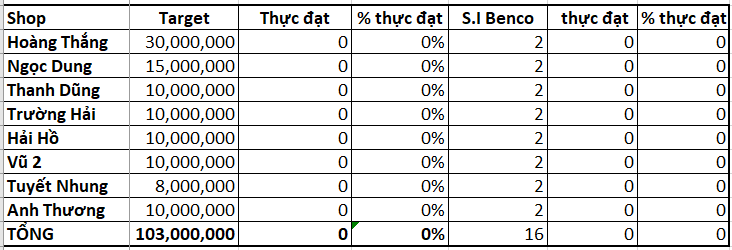 Shop Target Thực đạt % thực đạt S.I Benco thực đạt % thực đạt
Hoàng Thắng 30,000,000 0 0% 2 0 0
Ngọc Dung 15,000,000 0 0% 2 0 0
Thanh Dũng 10,000,000 0 0% 2 0 0
Trường Hải 10,000,000 0 0% 2 0 0
Hải Hồ 10,000,000 0 0% 2 0 0
Vũ 2 10,000,000 0 0% 2 0 0
Tuyết Nhung 8,000,000 0 0% 2 0 0
Anh Thương 10,000,000 0 0% 2 0 0
TỔNG 103,000,000 0 0% 16 0 0